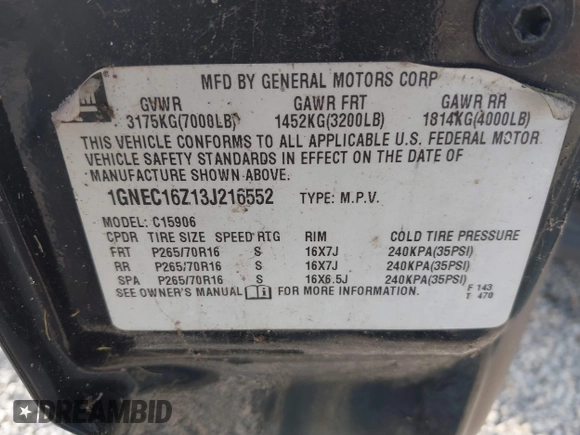 GM
MFD BY GENERAL MOTORS CORP
GVWR GAWR FRT GAWR RR
3175KG(7000LB) 1452KG(3200LB) 1814KG(4000LB)
THIS VEHICLE CONFORMS TO ALL APPLICABLE U.S. FEDERAL MOTOR
VEHICLE SAFETY STANDARDS IN EFFECT ON THE DATE OF
MANUFACTURE SHOWN ABOVE.
1GNEC16Z13J216552 TYPE: M.P.V.
MODEL: C15906
CPDR TIRE SIZE SPEED RTG RIM COLD TIRE PRESSURE
FRT P265/70R16 S 16X7J 240KPA(35PSI)
RR P265/70R16 S 16X7J 240KPA(35PSI)
SPA P265/70R16 S 16X6.5J 240KPA(35PSI)
SEE OWNER'S MANUAL FOR MORE INFORMATION. F 143
T 470
DREAMBID